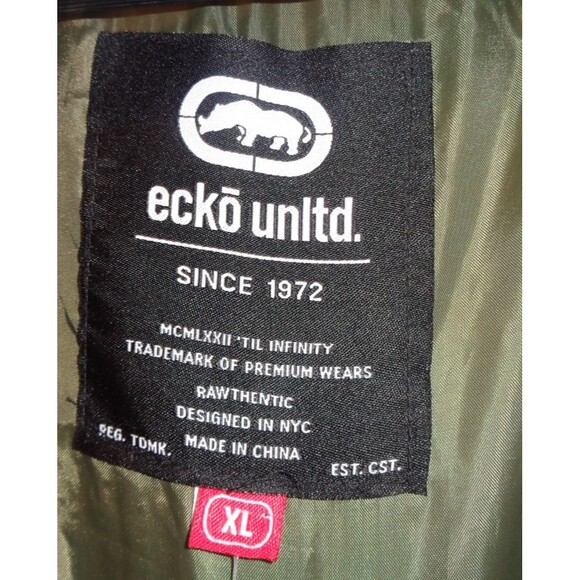 eckō unltd.
SINCE 1972
MCMLXXII 'TIL INFINITY
TRADEMARK OF PREMIUM WEARS
RAWTHENTIC
DESIGNED IN NYC
MADE IN CHINA
REG. TDMK.
EST. CST.
XL